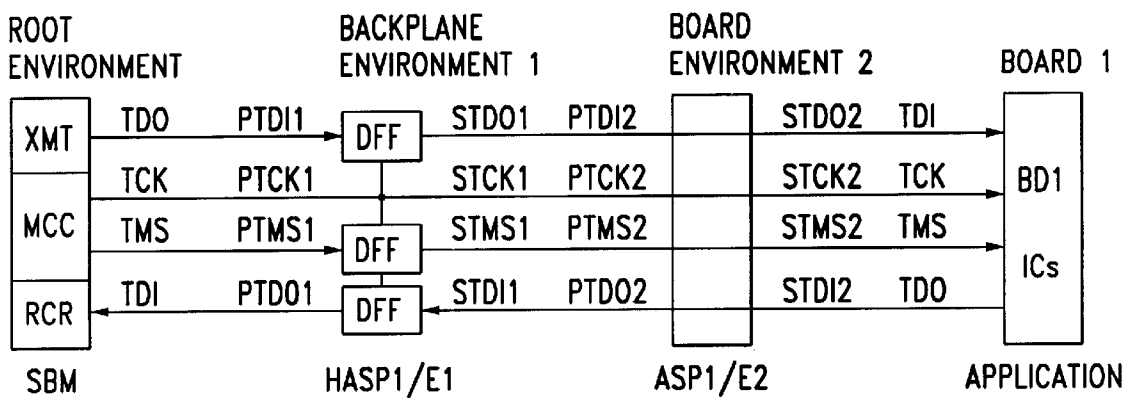 ROOT ENVIRONMENT
BACKPLANE ENVIRONMENT 1
BOARD ENVIRONMENT 2
BOARD 1
XMT TDO PTDI1 DFF STDO1 PTDI2 STDO2 TDI
TCK PTCK1 STCK1 PTCK2 STCK2 TCK BD1
MCC TMS PTMS1 DFF STMS1 PTMS2 STMS2 TMS
ICs
RCR TDI PTDO1 DFF STDI1 PTDO2 STDI2 TDO
SBM HASP1/E1 ASP1/E2 APPLICATION